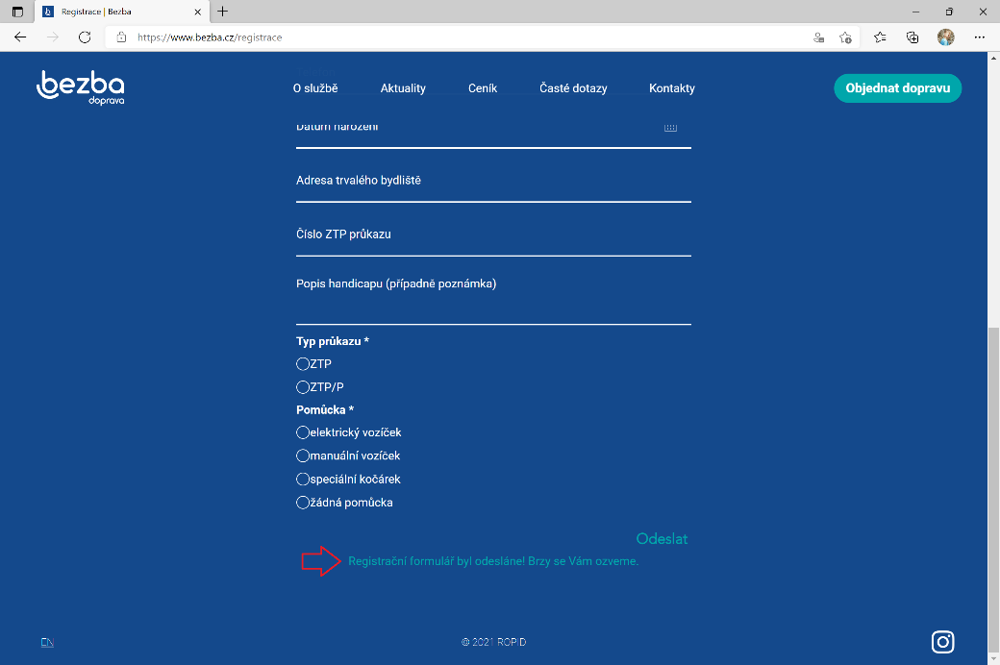 Registrace | Bezba
https://www.bezba.cz/registrace
bezba
doprava
O službě Aktuality Ceník Časté dotazy Kontakty Objednat dopravu
Datum narození
Adresa trvalého bydliště
Číslo ZTP průkazu
Popis handicapu (případně poznámka)
Typ průkazu *
ZTP
ZTP/P
Pomůcka *
elektrický vozíček
manuální vozíček
speciální kočárek
žádná pomůcka
Odeslat
Registrační formulář byl odesláne! Brzy se Vám ozveme.
EN © 2021 ROPID